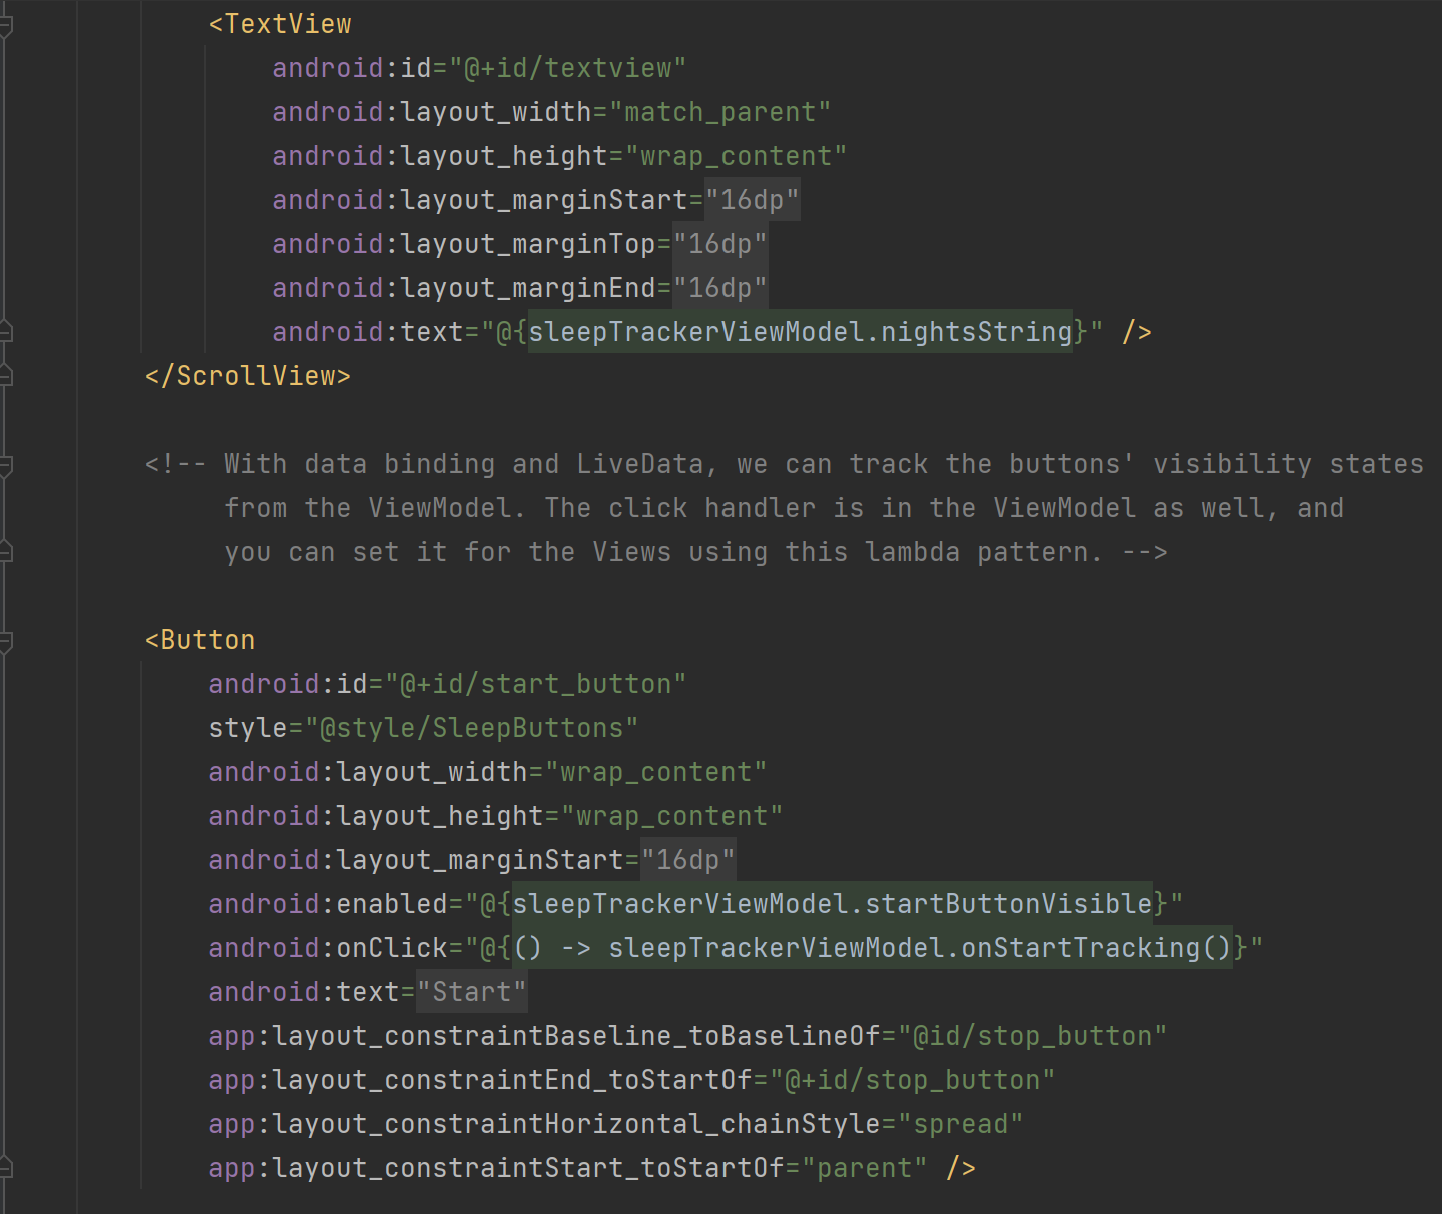 <TextView
android:id="@+id/textview"
android:layout_width="match_parent"
android:layout_height="wrap_content"
android:layout_marginStart="16dp"
android:layout_marginTop="16dp"
android:layout_marginEnd="16dp"
android:text="@{sleepTrackerViewModel.nightsString}" />
</ScrollView>
<!-- With data binding and LiveData, we can track the buttons' visibility states
from the ViewModel. The click handler is in the ViewModel as well, and
you can set it for the Views using this lambda pattern. -->
<Button
android:id="@+id/start_button"
style="@style/SleepButtons"
android:layout_width="wrap_content"
android:layout_height="wrap_content"
android:layout_marginStart="16dp"
android:enabled="@{sleepTrackerViewModel.startButtonVisible}"
android:onClick="@{() -> sleepTrackerViewModel.onStartTracking()}"
android:text="Start"
app:layout_constraintBaseline_toBaselineOf="@id/stop_button"
app:layout_constraintEnd_toStartOf="@+id/stop_button"
app:layout_constraintHorizontal_chainStyle="spread"
app:layout_constraintStart_toStartOf="parent" />